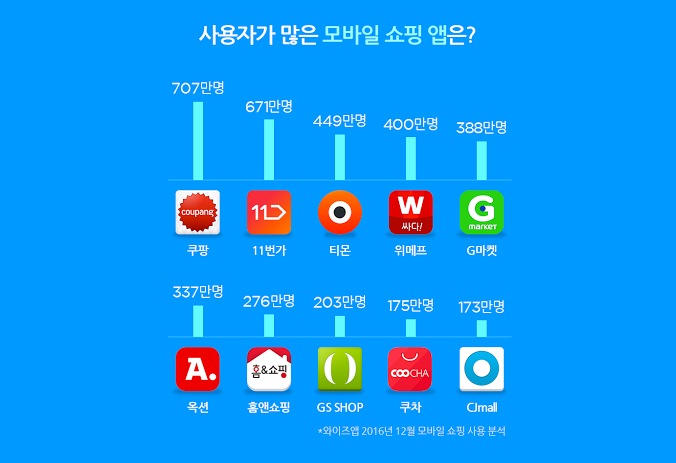 사용자가 많은 모바일 쇼핑 앱은?
707만명 671만명 449만명 400만명 388만명
coupang 11 W 싸다! G market
쿠팡 11번가 티몬 위메프 G마켓
337만명 276만명 203만명 175만명 173만명
A. 홈&쇼핑 COOCHA
옥션 홈앤쇼핑 GS SHOP 쿠차 CJmall
*와이즈앱 2016년 12월 모바일 쇼핑 사용 분석